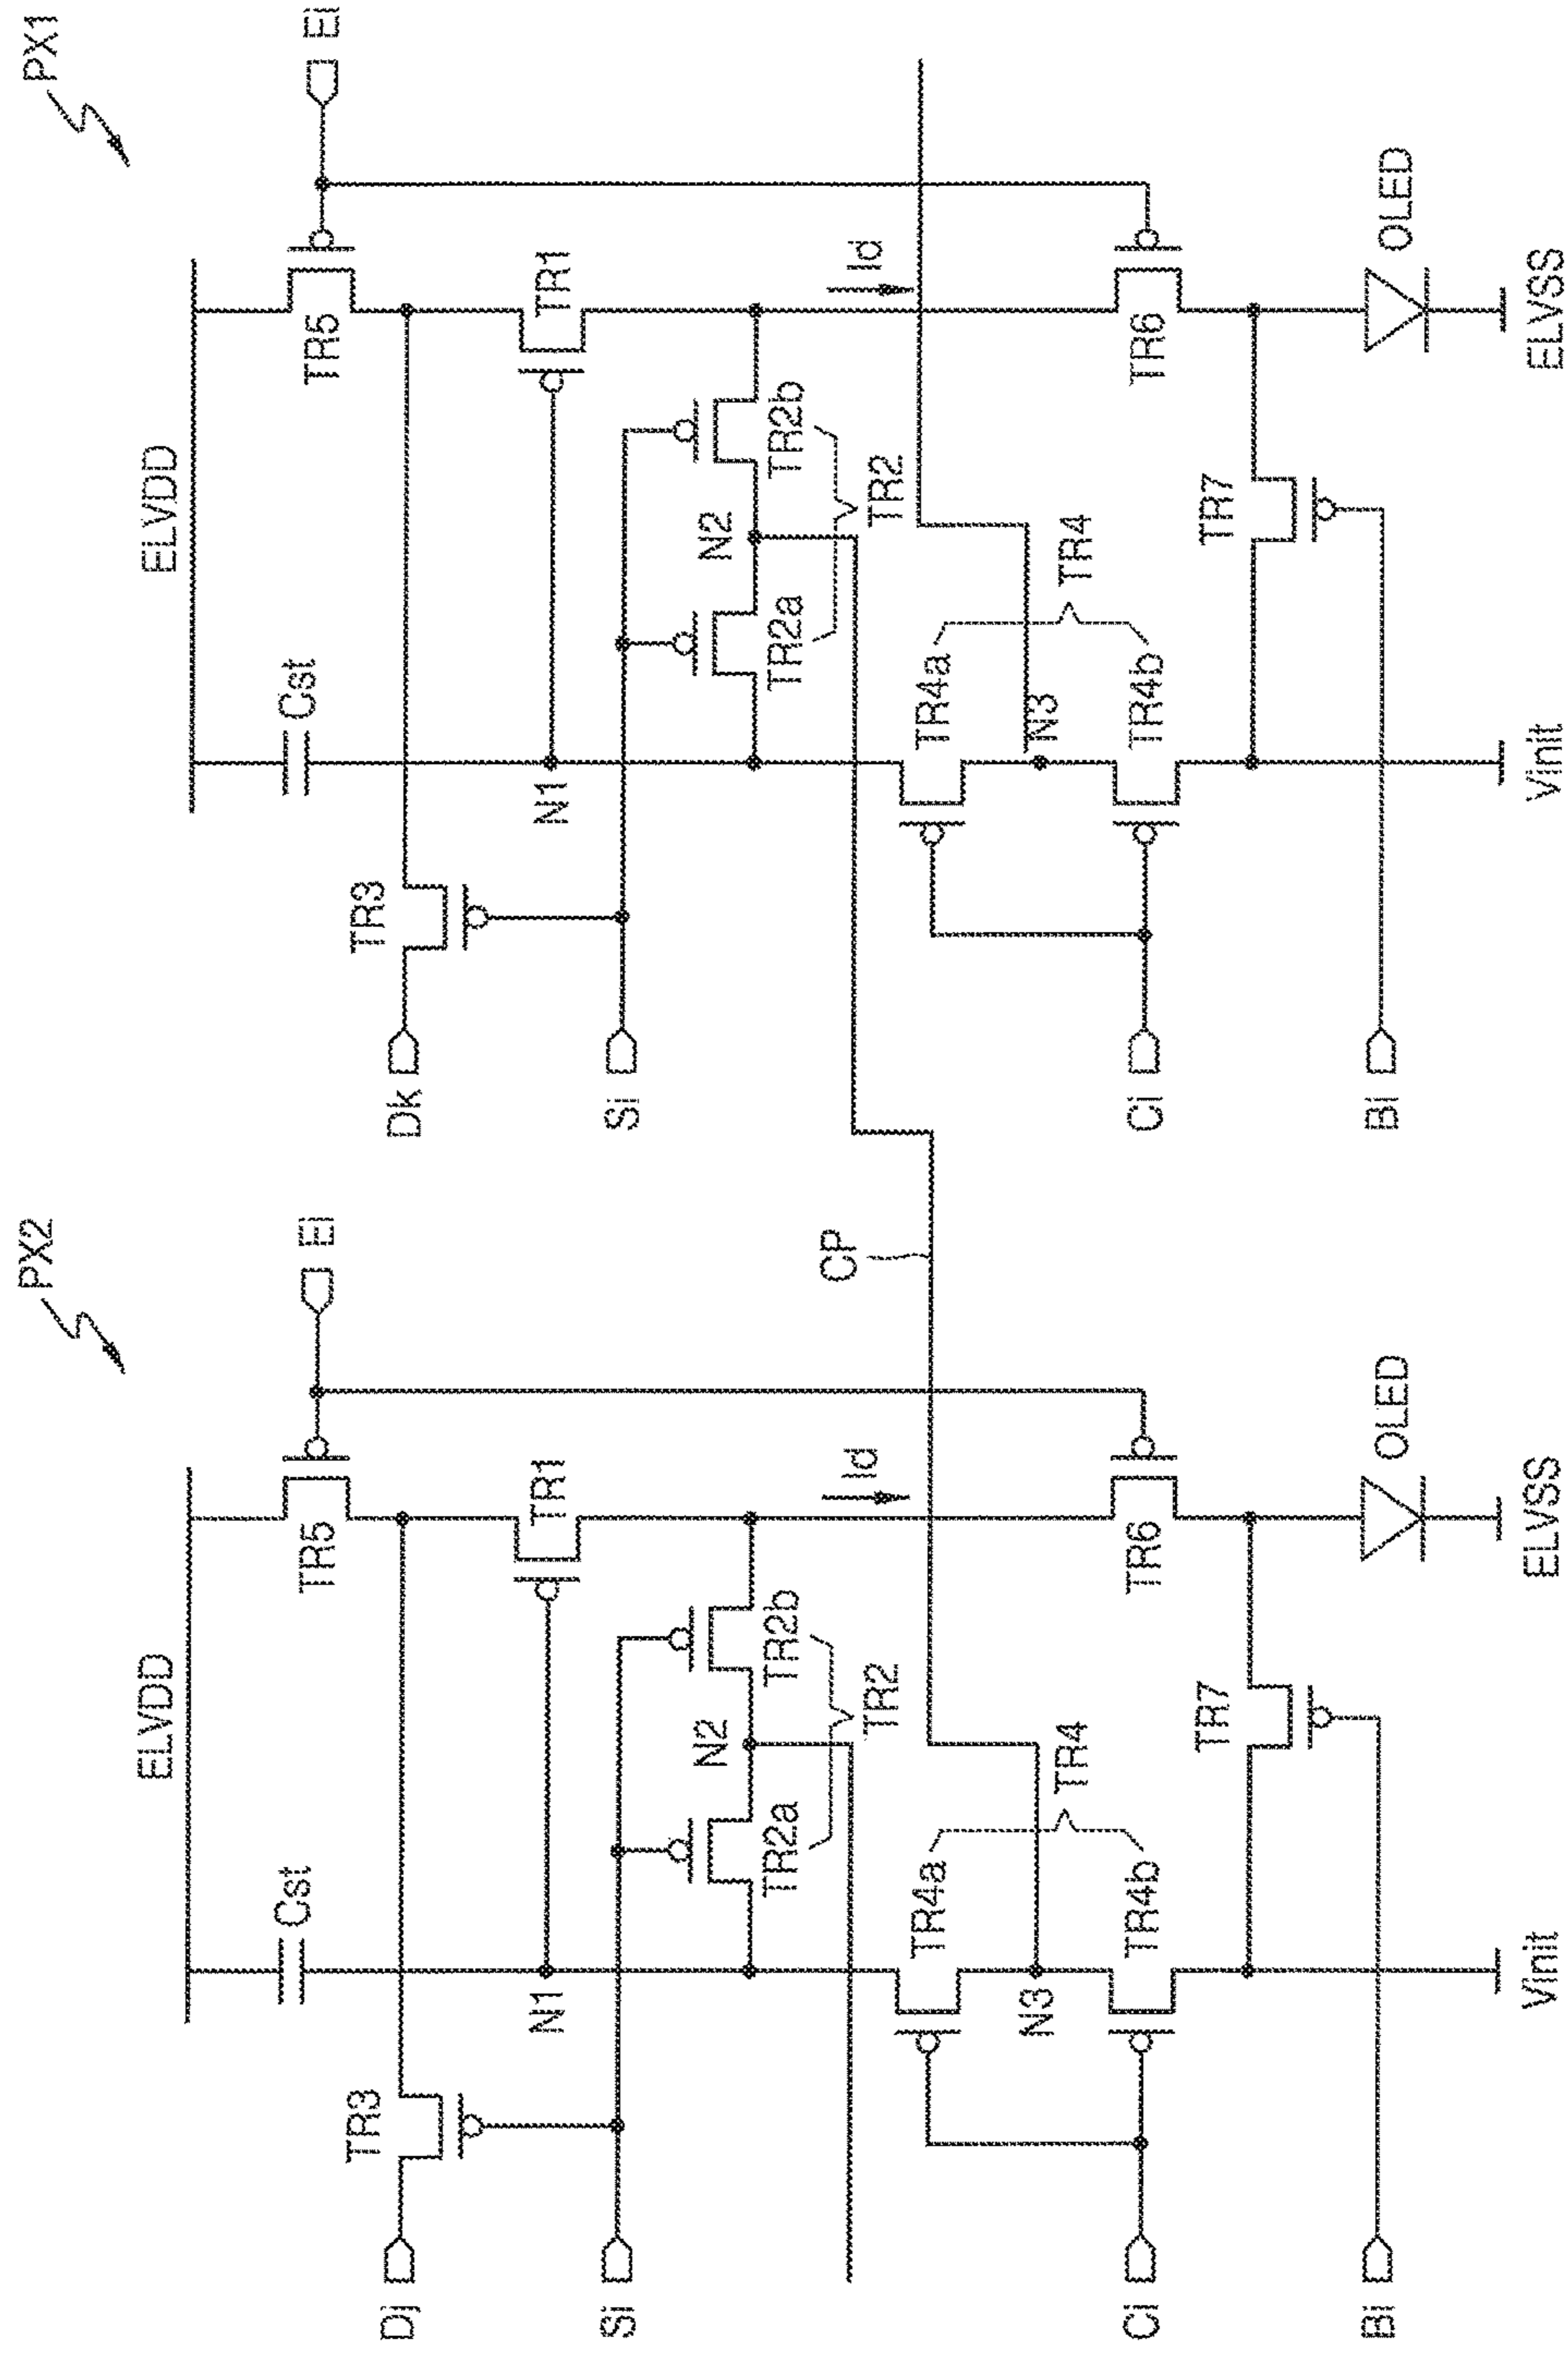 PX2
PX1
ELVDD
Ei
ELVDD
Ei
Cst
TR5
Cst
TR5
Dj
TR3
Dk
TR3
N1
TR1
N1
TR1
Si
Si
N2
N2
TR2a
TR2b
TR2a
TR2b
TR2
Id
CP
TR2
Id
TR4a
TR4a
N3
TR4
N3
TR4
Ci
TR4b
TR6
Ci
TR4b
TR6
TR7
TR7
Bi
OLED
Bi
OLED
Vinit
ELVSS
Vinit
ELVSS